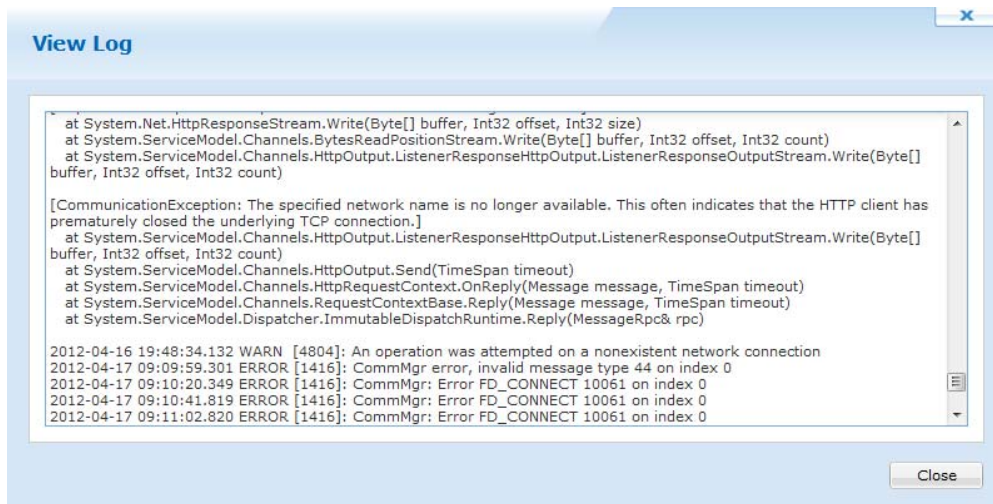 View Log
at System.Net.HttpResponseStream.Write(Byte[] buffer, Int32 offset, Int32 size)
at System.ServiceModel.Channels.BytesReadPositionStream.Write(Byte[] buffer, Int32 offset, Int32 count)
at System.ServiceModel.Channels.HttpOutput.ListenerResponseHttpOutput.ListenerResponseOutputStream.Write(Byte[]
buffer, Int32 offset, Int32 count)
[CommunicationException: The specified network name is no longer available. This often indicates that the HTTP client has
prematurely closed the underlying TCP connection.]
at System.ServiceModel.Channels.HttpOutput.ListenerResponseHttpOutput.ListenerResponseOutputStream.Write(Byte[]
buffer, Int32 offset, Int32 count)
at System.ServiceModel.Channels.HttpOutput.Send(TimeSpan timeout)
at System.ServiceModel.Channels.HttpRequestContext.OnReply(Message message, TimeSpan timeout)
at System.ServiceModel.Channels.RequestContextBase.Reply(Message message, TimeSpan timeout)
at System.ServiceModel.Dispatcher.ImmutableDispatchRuntime.Reply(MessageRpc& rpc)
2012-04-16 19:48:34.132 WARN [4804]: An operation was attempted on a nonexistent network connection
2012-04-17 09:09:59.301 ERROR [1416]: CommMgr error, invalid message type 44 on index 0
2012-04-17 09:10:20.349 ERROR [1416]: CommMgr: Error FD_CONNECT 10061 on index 0
2012-04-17 09:10:41.819 ERROR [1416]: CommMgr: Error FD_CONNECT 10061 on index 0
2012-04-17 09:11:02.820 ERROR [1416]: CommMgr: Error FD_CONNECT 10061 on index 0
Close